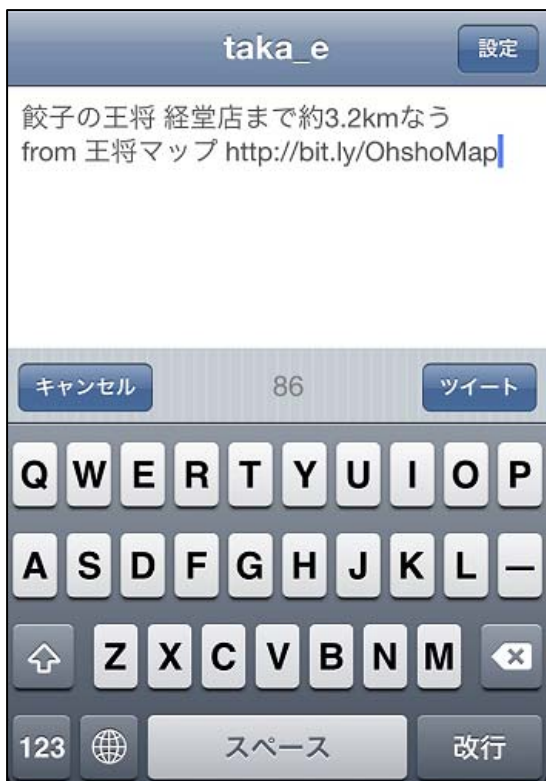 taka_e 設定
餃子の王将 経堂店まで約3.2kmなう
from 王将マップ http://bit.ly/OhshoMap
キャンセル 86 ツイート
Q W E R T Y U I O P
A S D F G H J K L ー
Z X C V B N M
123 スペース 改行